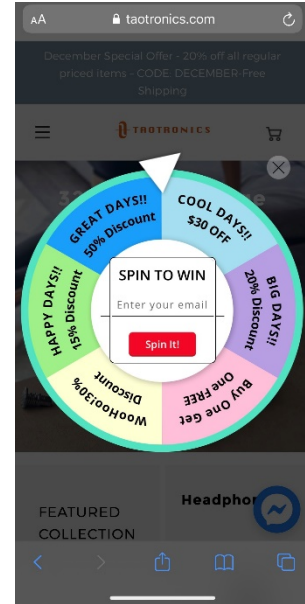 AA
taotronics.com
December Special Offer - 20% off all regular
priced items - CODE: DECEMBER-Free
Shipping
TAOTRONICS
GREAT DAYS!!
50% Discount
COOL DAYS!!
$30 OFF
BIG DAYS!!
20% Discount
Buy One Get
One FREE
WooHoo!30%
Discount
HAPPY DAYS!!
15% Discount
SPIN TO WIN
Enter your email
Spin It!
FEATURED
COLLECTION